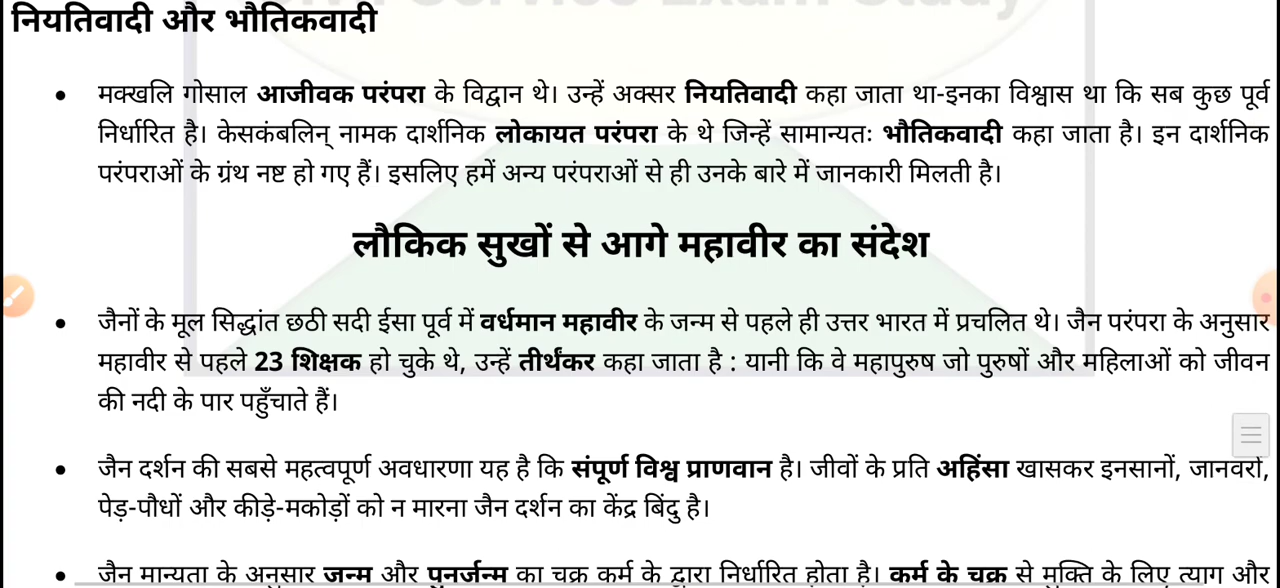 Service Exam Study
नियतिवादी और भौतिकवादी
• मक्खलि गोसाल आजीवक परंपरा के विद्वान थे। उन्हें अक्सर नियतिवादी कहा जाता था-इनका विश्वास था कि सब कुछ पूर्व
निर्धारित है। केसकंबलिन् नामक दार्शनिक लोकायत परंपरा के थे जिन्हें सामान्यतः भौतिकवादी कहा जाता है। इन दार्शनिक
परंपराओं के ग्रंथ नष्ट हो गए हैं। इसलिए हमें अन्य परंपराओं से ही उनके बारे में जानकारी मिलती है।
लौकिक सुखों से आगे महावीर का संदेश
• जैनों के मूल सिद्धांत छठी सदी ईसा पूर्व में वर्धमान महावीर के जन्म से पहले ही उत्तर भारत में प्रचलित थे। जैन परंपरा के अनुसार
महावीर से पहले 23 शिक्षक हो चुके थे, उन्हें तीर्थंकर कहा जाता है : यानी कि वे महापुरुष जो पुरुषों और महिलाओं को जीवन
की नदी के पार पहुँचाते हैं।
• जैन दर्शन की सबसे महत्वपूर्ण अवधारणा यह है कि संपूर्ण विश्व प्राणवान है। जीवों के प्रति अहिंसा खासकर इनसानों, जानवरों,
पेड़-पौधों और कीड़े-मकोड़ों को न मारना जैन दर्शन का केंद्र बिंदु है।
• जैन मान्यता के अनुसार जन्म और पुनर्जन्म का चक्र कर्म के द्वारा निर्धारित होता है। कर्म के चक्र से मुक्ति के लिए त्याग और